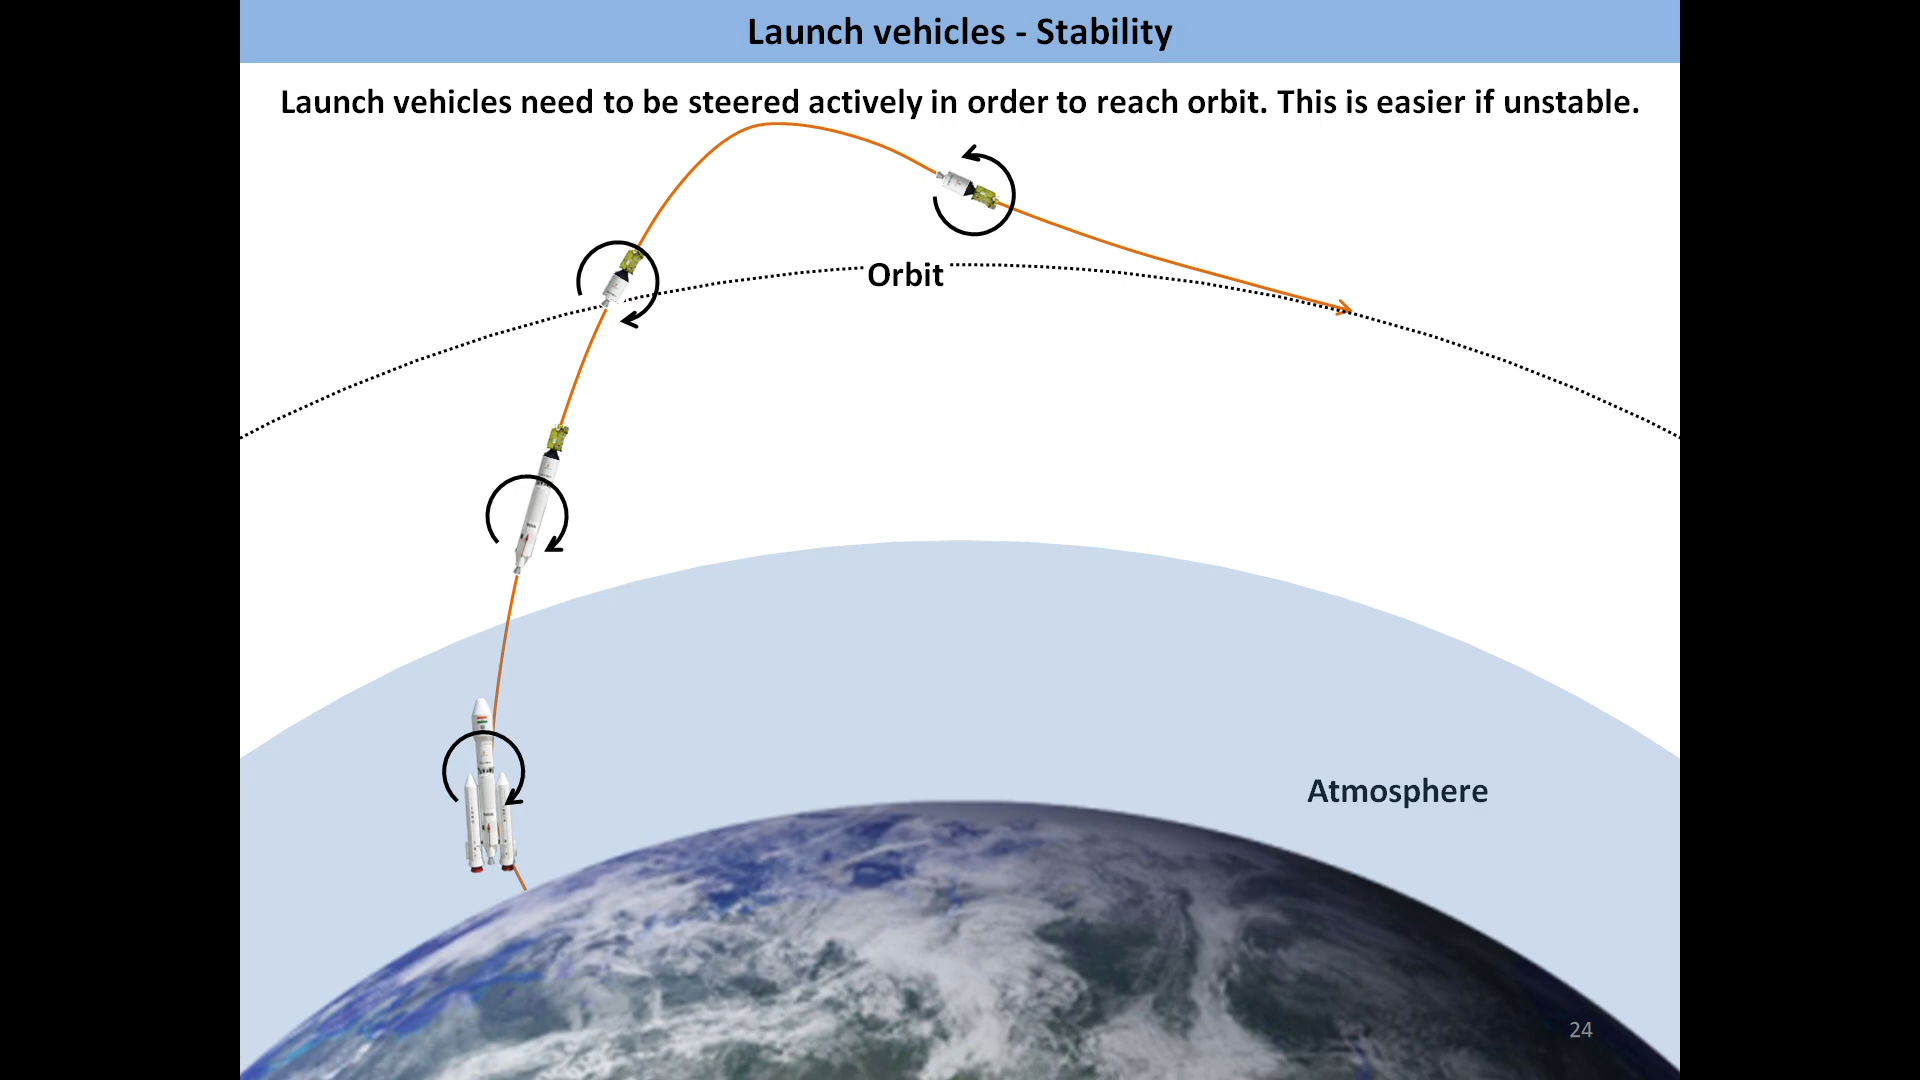 Launch vehicles - Stability
Launch vehicles need to be steered actively in order to reach orbit. This is easier if unstable.
Orbit
Atmosphere
24